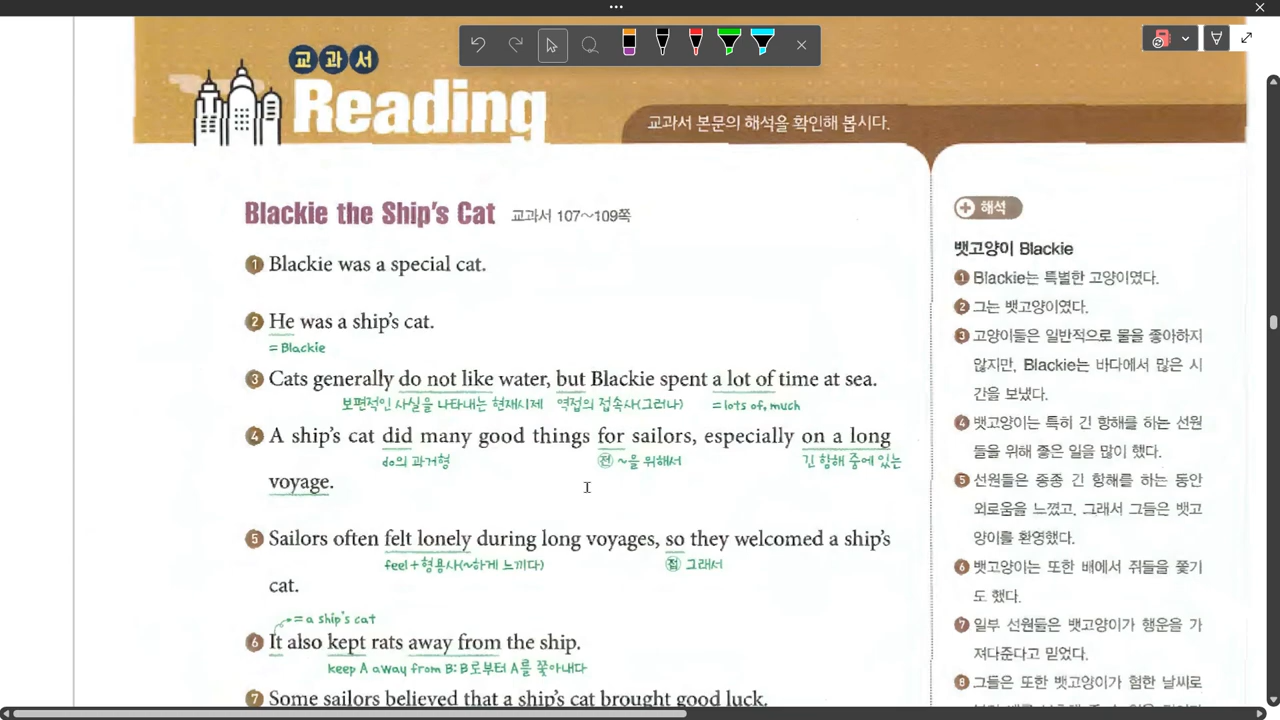 교과서
Reading
교과서 본문의 해석을 확인해 봅시다.
Blackie the Ship's Cat 교과서 107~109쪽
1 Blackie was a special cat.
2 He was a ship's cat.
= Blackie
3 Cats generally do not like water, but Blackie spent a lot of time at sea.
보편적인 사실을 나타내는 현재시제 역접의 접속사(그러나) = lots of, much
4 A ship's cat did many good things for sailors, especially on a long
do의 과거형 전 ~을 위해서 긴 항해 중에 있는
voyage.
5 Sailors often felt lonely during long voyages, so they welcomed a ship's
feel + 형용사(~하게 느끼다) 접 그래서
cat.
= a ship's cat
6 It also kept rats away from the ship.
keep A away from B: B로부터 A를 쫓아내다
7 Some sailors believed that a ship's cat brought good luck.
해석
뱃고양이 Blackie
1 Blackie는 특별한 고양이였다.
2 그는 뱃고양이였다.
3 고양이들은 일반적으로 물을 좋아하지
않지만, Blackie는 바다에서 많은 시
간을 보냈다.
4 뱃고양이는 특히 긴 항해를 하는 선원
들을 위해 좋은 일을 많이 했다.
5 선원들은 종종 긴 항해를 하는 동안
외로움을 느꼈고, 그래서 그들은 뱃고
양이를 환영했다.
6 뱃고양이는 또한 배에서 쥐들을 쫓기
도 했다.
7 일부 선원들은 뱃고양이가 행운을 가
져다준다고 믿었다.
8 그들은 또한 뱃고양이가 험한 날씨로